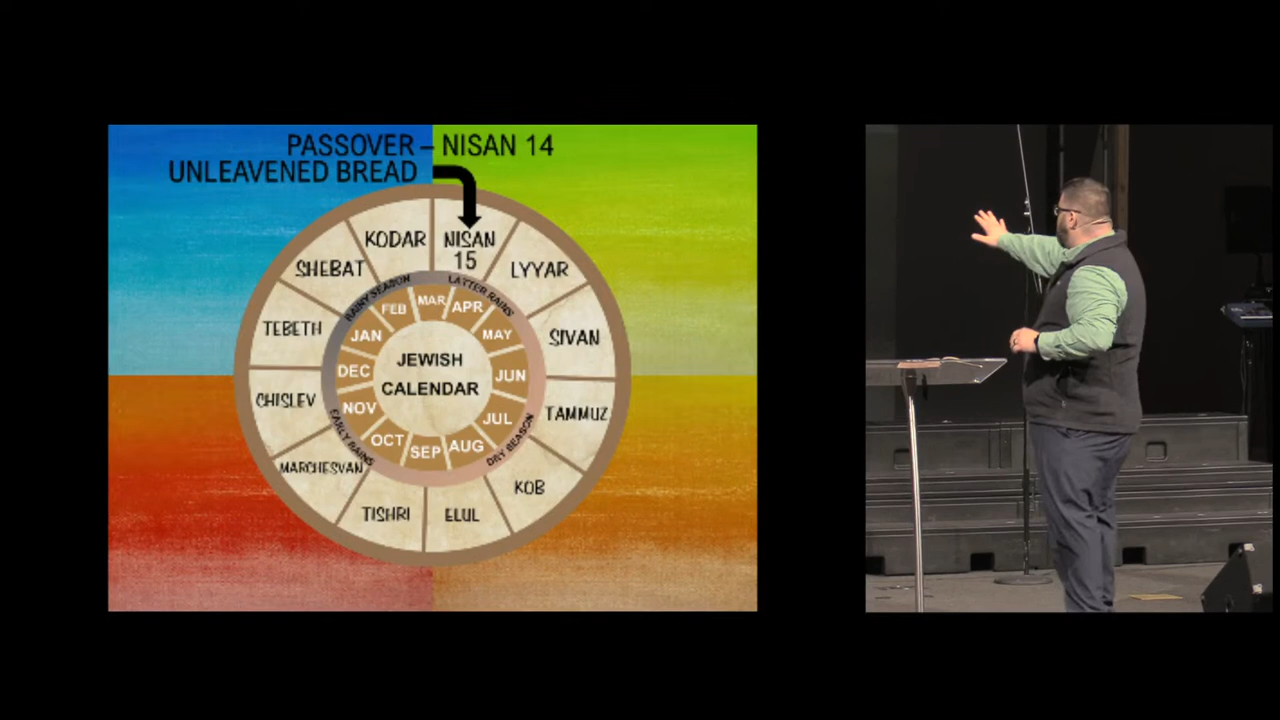 PASSOVER – NISAN 14
UNLEAVENED BREAD
NISAN
15
LYYAR
SIVAN
TAMMUZ
KOB
ELUL
TISHRI
MARCHESVAN
CHISLEV
TEBETH
SHEBAT
KODAR
RAINY SEASON
LATTER RAINS
DRY SEASON
EARLY RAINS
MAR
APR
MAY
JUN
JUL
AUG
SEP
OCT
NOV
DEC
JAN
FEB
JEWISH
CALENDAR